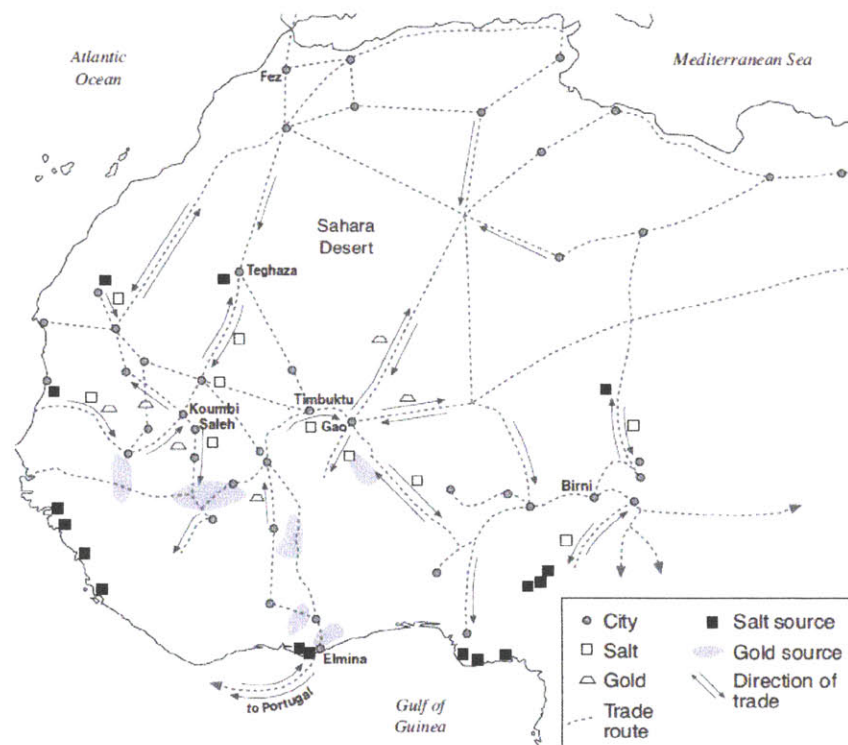 Atlantic
Ocean
Mediterranean Sea
Fez
Sahara
Desert
Teghaza
Timbuktu
Koumbi
Saleh
Gao
Birni
Elmina
to Portugal
Gulf of
Guinea
City
Salt source
Salt
Gold source
Gold
Direction of
trade
Trade
route